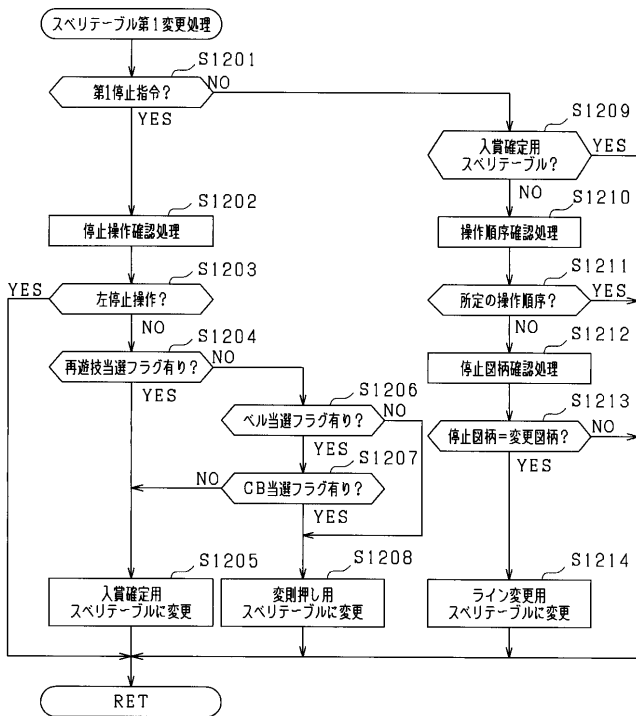 スベリテーブル第1変更処理
S1201
第1停止指令?
NO
YES
S1202
停止操作確認処理
S1203
YES
左停止操作?
NO
S1204
再遊技当選フラグ有り?
NO
YES
S1206
ベル当選フラグ有り?
NO
YES
S1207
NO
CB当選フラグ有り?
YES
S1205
入賞確定用
スベリテーブルに変更
S1208
変則押し用
スベリテーブルに変更
S1209
入賞確定用
スベリテーブル?
YES
NO
S1210
操作順序確認処理
S1211
所定の操作順序?
YES
NO
S1212
停止図柄確認処理
S1213
停止図柄=変更図柄?
NO
YES
S1214
ライン変更用
スベリテーブルに変更
RET